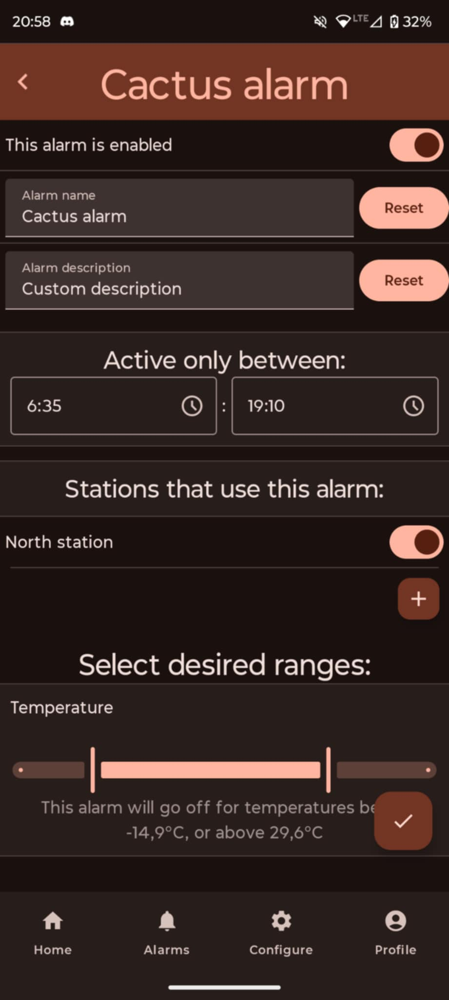 20:58
LTE
32%
Cactus alarm
This alarm is enabled
Alarm name
Cactus alarm
Reset
Alarm description
Custom description
Reset
Active only between:
6:35 : 19:10
Stations that use this alarm:
North station
+
Select desired ranges:
Temperature
This alarm will go off for temperatures
-14,9°C, or above 29,6°C
Home
Alarms
Configure
Profile